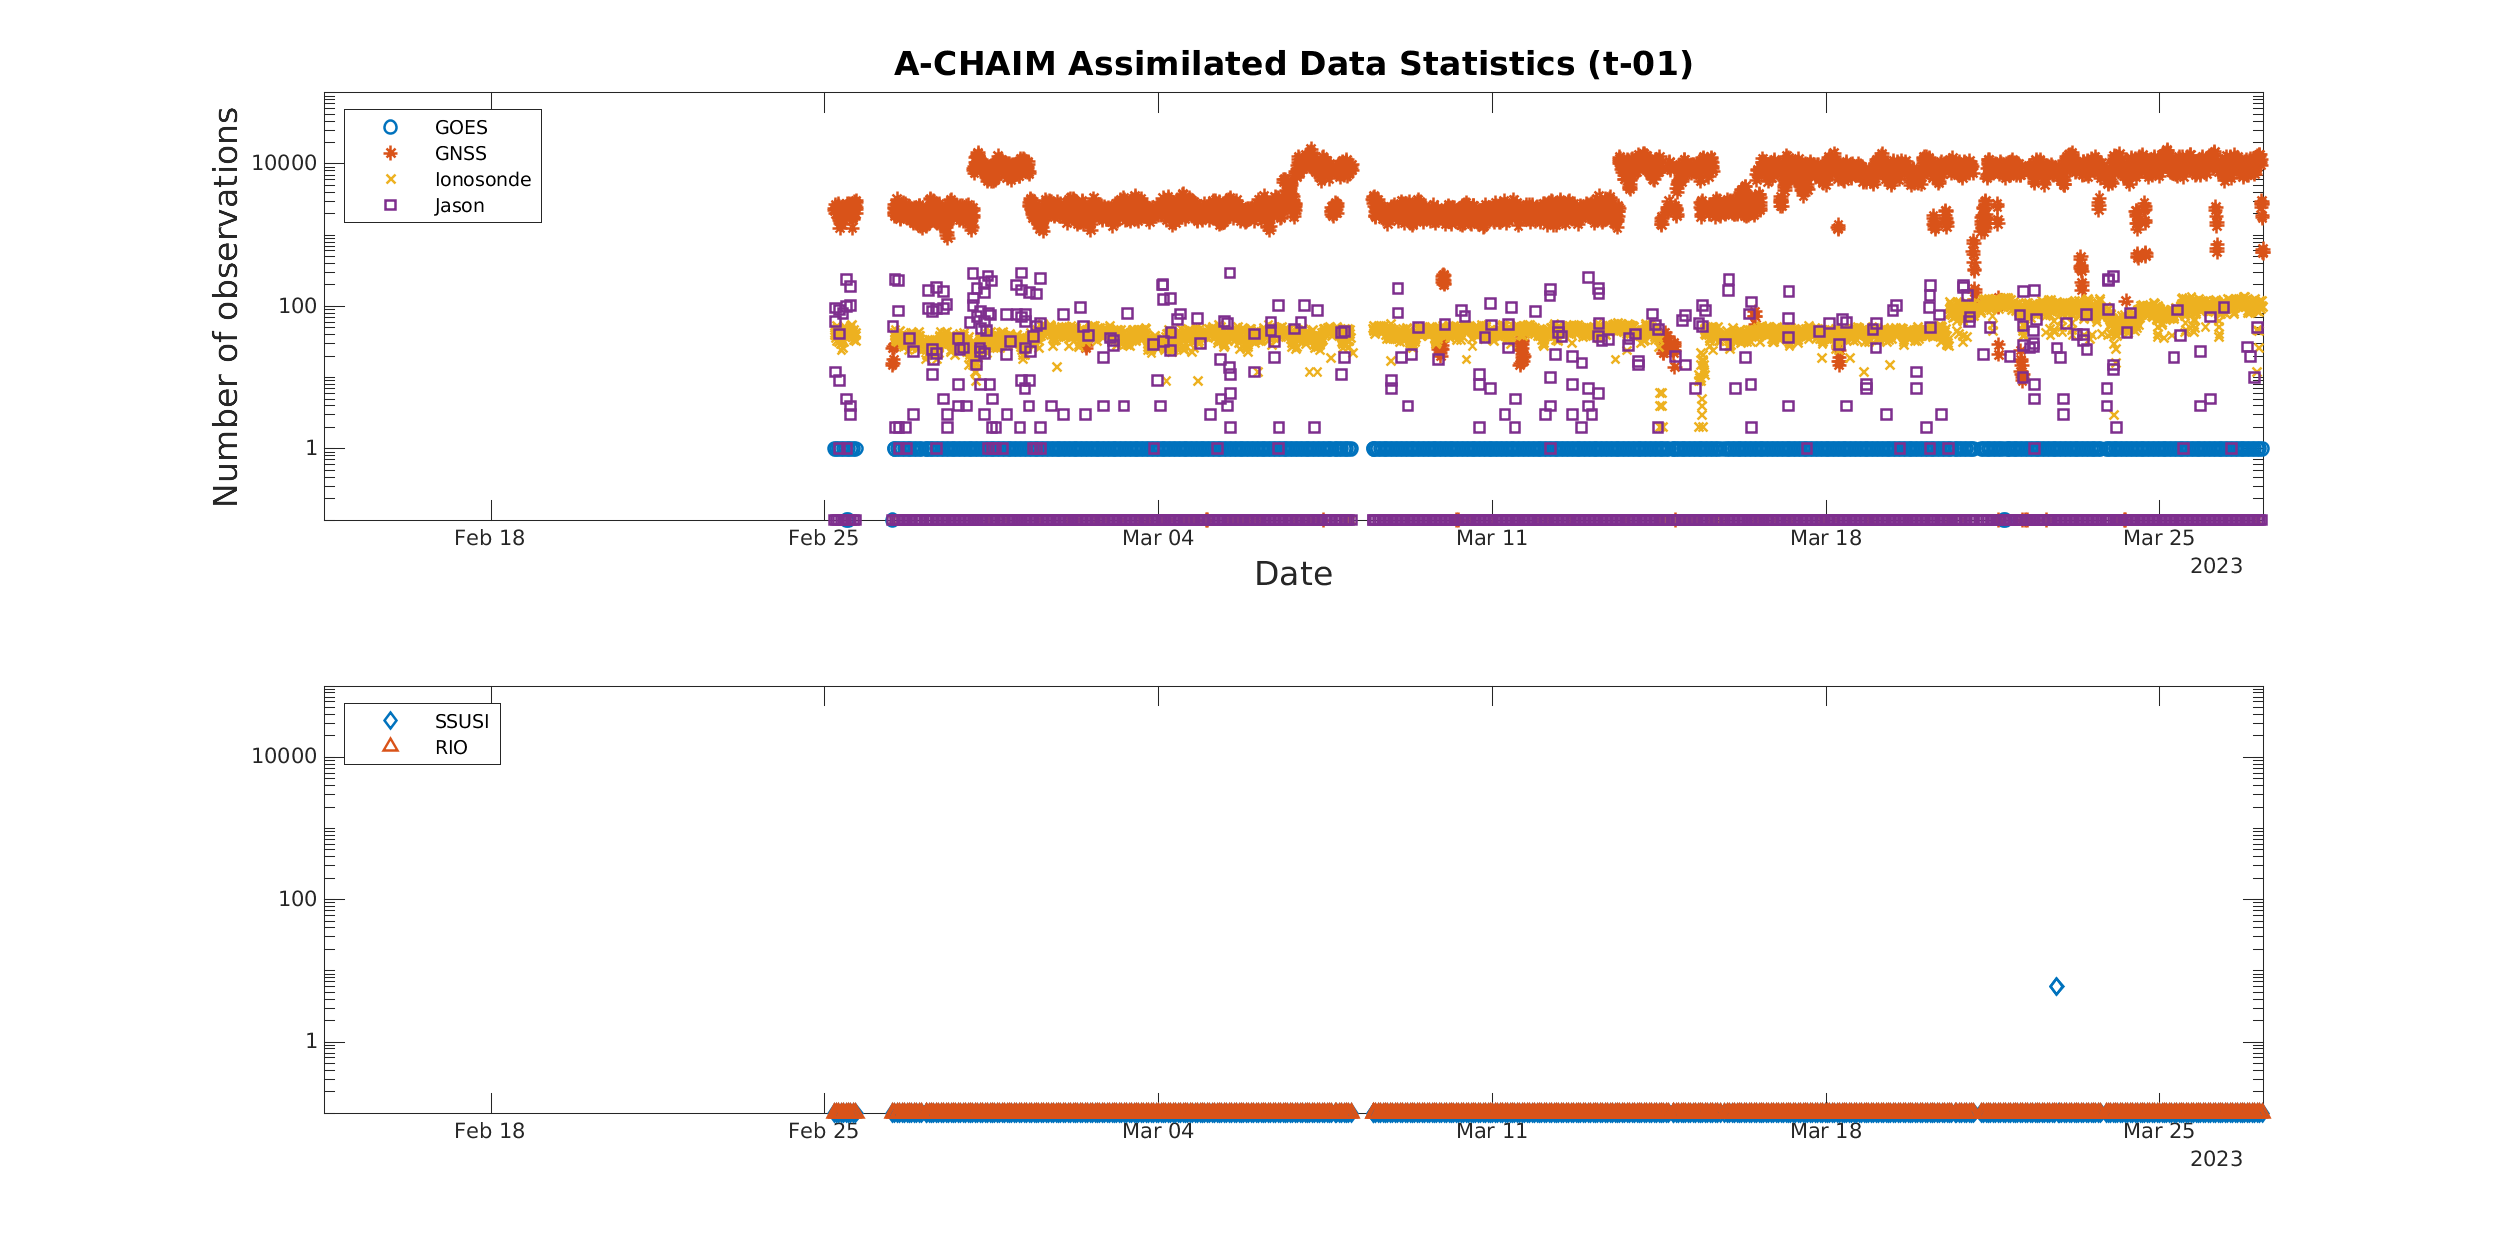 A-CHAIM Assimilated Data Statistics (t-01)
Number of observations
10000
100
1
GOES
GNSS
Ionosonde
Jason
Feb 18
Feb 25
Mar 04
Mar 11
Mar 18
Mar 25
2023
Date
10000
100
1
SSUSI
RIO
Feb 18
Feb 25
Mar 04
Mar 11
Mar 18
Mar 25
2023